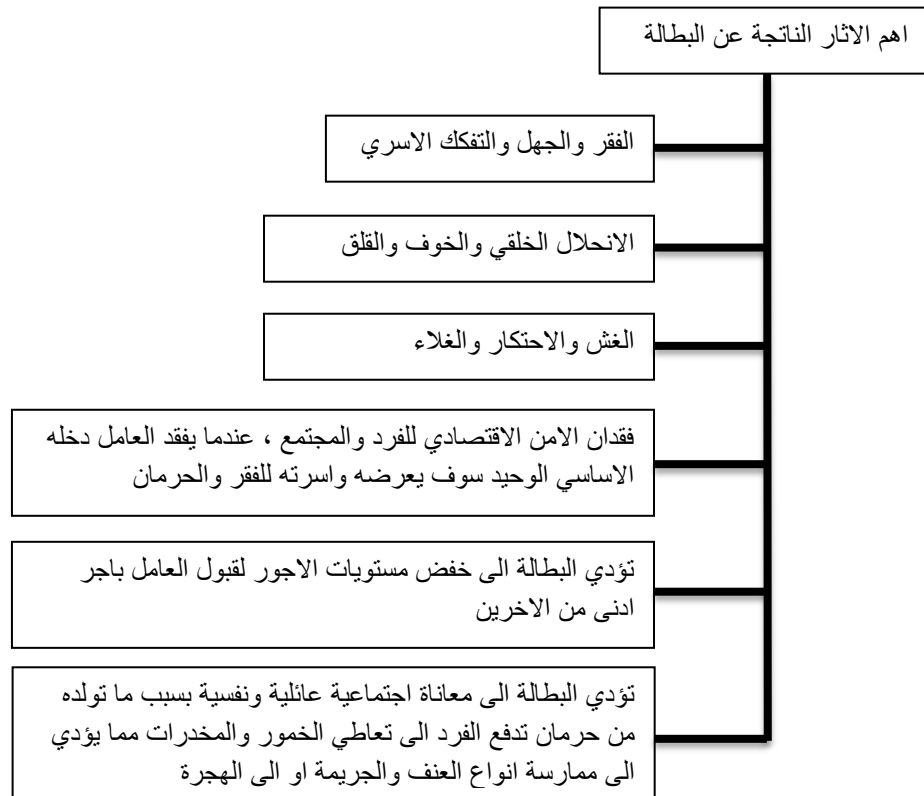 اهم الاثار الناتجة عن البطالة
الفقر والجهل والتفكك الاسري
الانحلال الخلقي والخوف والقلق
الغش والاحتكار والغلاء
فقدان الامن الاقتصادي للفرد والمجتمع ، عندما يفقد العامل دخله
الاساسي الوحيد سوف يعرضه واسرته للفقر والحرمان
تؤدي البطالة الى خفض مستويات الاجور لقبول العامل باجر
ادنى من الاخرين
تؤدي البطالة الى معاناة اجتماعية عائلية ونفسية بسبب ما تولده
من حرمان تدفع الفرد الى تعاطي الخمور والمخدرات مما يؤدي
الى ممارسة انواع العنف والجريمة او الى الهجرة